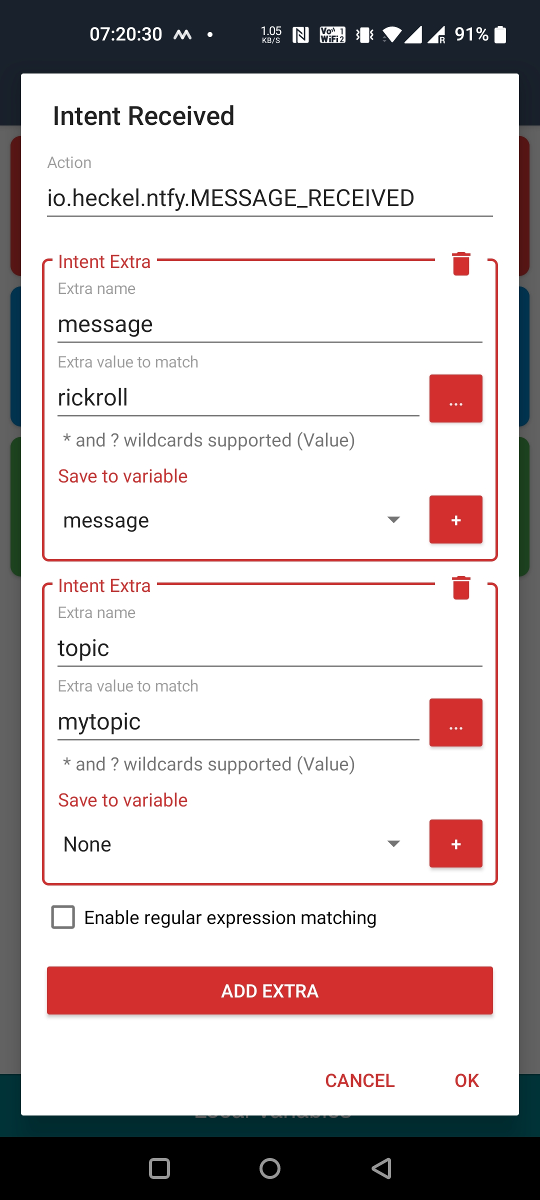 07:20:30
1.05 KB/S
Vo» 1
WiFi 2
R
91%
Intent Received
Action
io.heckel.ntfy.MESSAGE_RECEIVED
Intent Extra
Extra name
message
Extra value to match
rickroll
...
* and ? wildcards supported (Value)
Save to variable
message
+
Intent Extra
Extra name
topic
Extra value to match
mytopic
...
* and ? wildcards supported (Value)
Save to variable
None
+
Enable regular expression matching
ADD EXTRA
CANCEL
OK